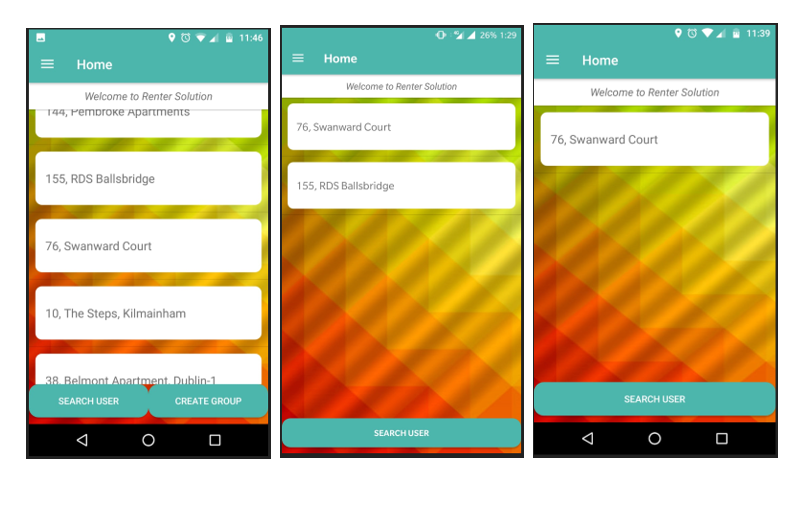 11:46
Home
Welcome to Renter Solution
144, Pembroke Apartments
155, RDS Ballsbridge
76, Swanward Court
10, The Steps, Kilmainham
38, Belmont Apartment, Dublin-1
SEARCH USER
CREATE GROUP
26% 1:29
Home
Welcome to Renter Solution
76, Swanward Court
155, RDS Ballsbridge
SEARCH USER
11:39
Home
Welcome to Renter Solution
76, Swanward Court
SEARCH USER